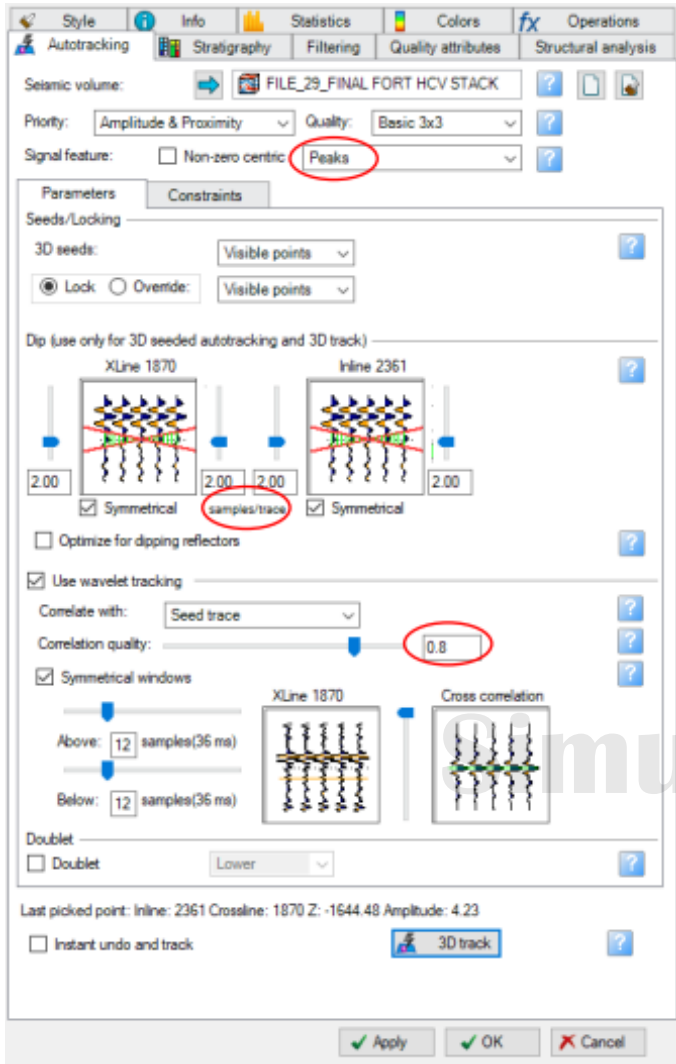 Style Info Statistics Colors fx Operations
Autotracking Stratigraphy Filtering Quality attributes Structural analysis
Seismic volume: FILE_29_FINAL FORT HCV STACK ?
Priority: Amplitude & Proximity Quality: Basic 3x3 ?
Signal feature: Non-zero centric Peaks ?
Parameters Constraints
Seeds/Locking
3D seeds: Visible points ?
Lock Override: Visible points
Dip (use only for 3D seeded autotracking and 3D track)
XLine 1870 Inline 2361 ?
2.00 2.00 2.00 2.00
Symmetrical samples/trace Symmetrical
Optimize for dipping reflectors ?
Use wavelet tracking
Correlate with: Seed trace ?
Correlation quality: 0.8 ?
Symmetrical windows ?
XLine 1870 Cross correlation
Above: 12 samples(36 ms)
Below: 12 samples(36 ms)
Simu
Doublet
Doublet Lower ?
Last picked point: Inline: 2361 Crossline: 1870 Z: -1644.48 Amplitude: 4.23
Instant undo and track 3D track ?
Apply OK Cancel